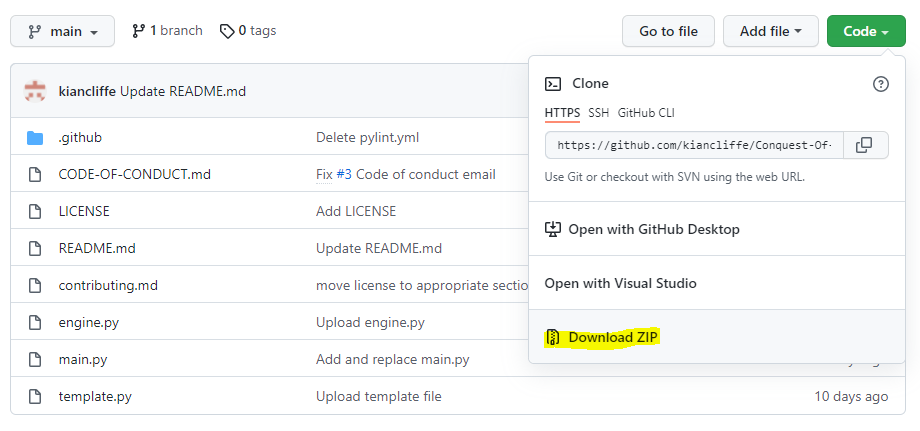 main 1 branch 0 tags Go to file Add file Code
kiancliffe Update README.md
Clone
HTTPS SSH GitHub CLI
https://github.com/kiancliffe/Conquest-Of-
Use Git or checkout with SVN using the web URL.
Open with GitHub Desktop
Open with Visual Studio
Download ZIP
.github Delete pylint.yml
CODE-OF-CONDUCT.md Fix #3 Code of conduct email
LICENSE Add LICENSE
README.md Update README.md
contributing.md move license to appropriate sectio
engine.py Upload engine.py
main.py Add and replace main.py
template.py Upload template file 10 days ago